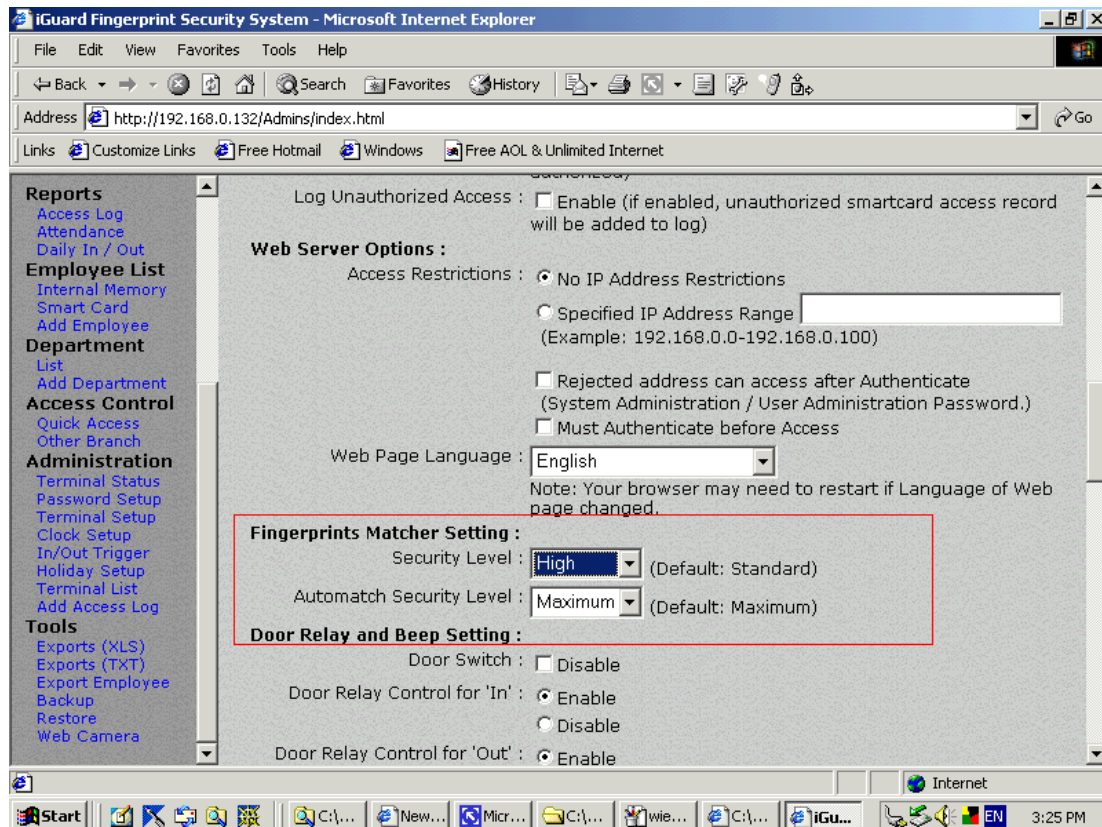 iGuard Fingerprint Security System - Microsoft Internet Explorer
File Edit View Favorites Tools Help
Back Search Favorites History
Address http://192.168.0.132/Admins/index.html Go
Links Customize Links Free Hotmail Windows Free AOL & Unlimited Internet
Reports
Access Log
Attendance
Daily In / Out
Employee List
Internal Memory
Smart Card
Add Employee
Department
List
Add Department
Access Control
Quick Access
Other Branch
Administration
Terminal Status
Password Setup
Terminal Setup
Clock Setup
In/Out Trigger
Holiday Setup
Terminal List
Add Access Log
Tools
Exports (XLS)
Exports (TXT)
Export Employee
Backup
Restore
Web Camera
authorized)
Log Unauthorized Access : Enable (if enabled, unauthorized smartcard access record
will be added to log)
Web Server Options :
Access Restrictions : No IP Address Restrictions
Specified IP Address Range
(Example: 192.168.0.0-192.168.0.100)
Rejected address can access after Authenticate
(System Administration / User Administration Password.)
Must Authenticate before Access
Web Page Language : English
Note: Your browser may need to restart if Language of Web
page changed.
Fingerprints Matcher Setting :
Security Level : High (Default: Standard)
Automatch Security Level : Maximum (Default: Maximum)
Door Relay and Beep Setting :
Door Switch : Disable
Door Relay Control for 'In' : Enable
Disable
Door Relay Control for 'Out' : Enable
Internet
Start C:\... New... Micr... C:\... wie... C:\... iGu... EN 3:25 PM